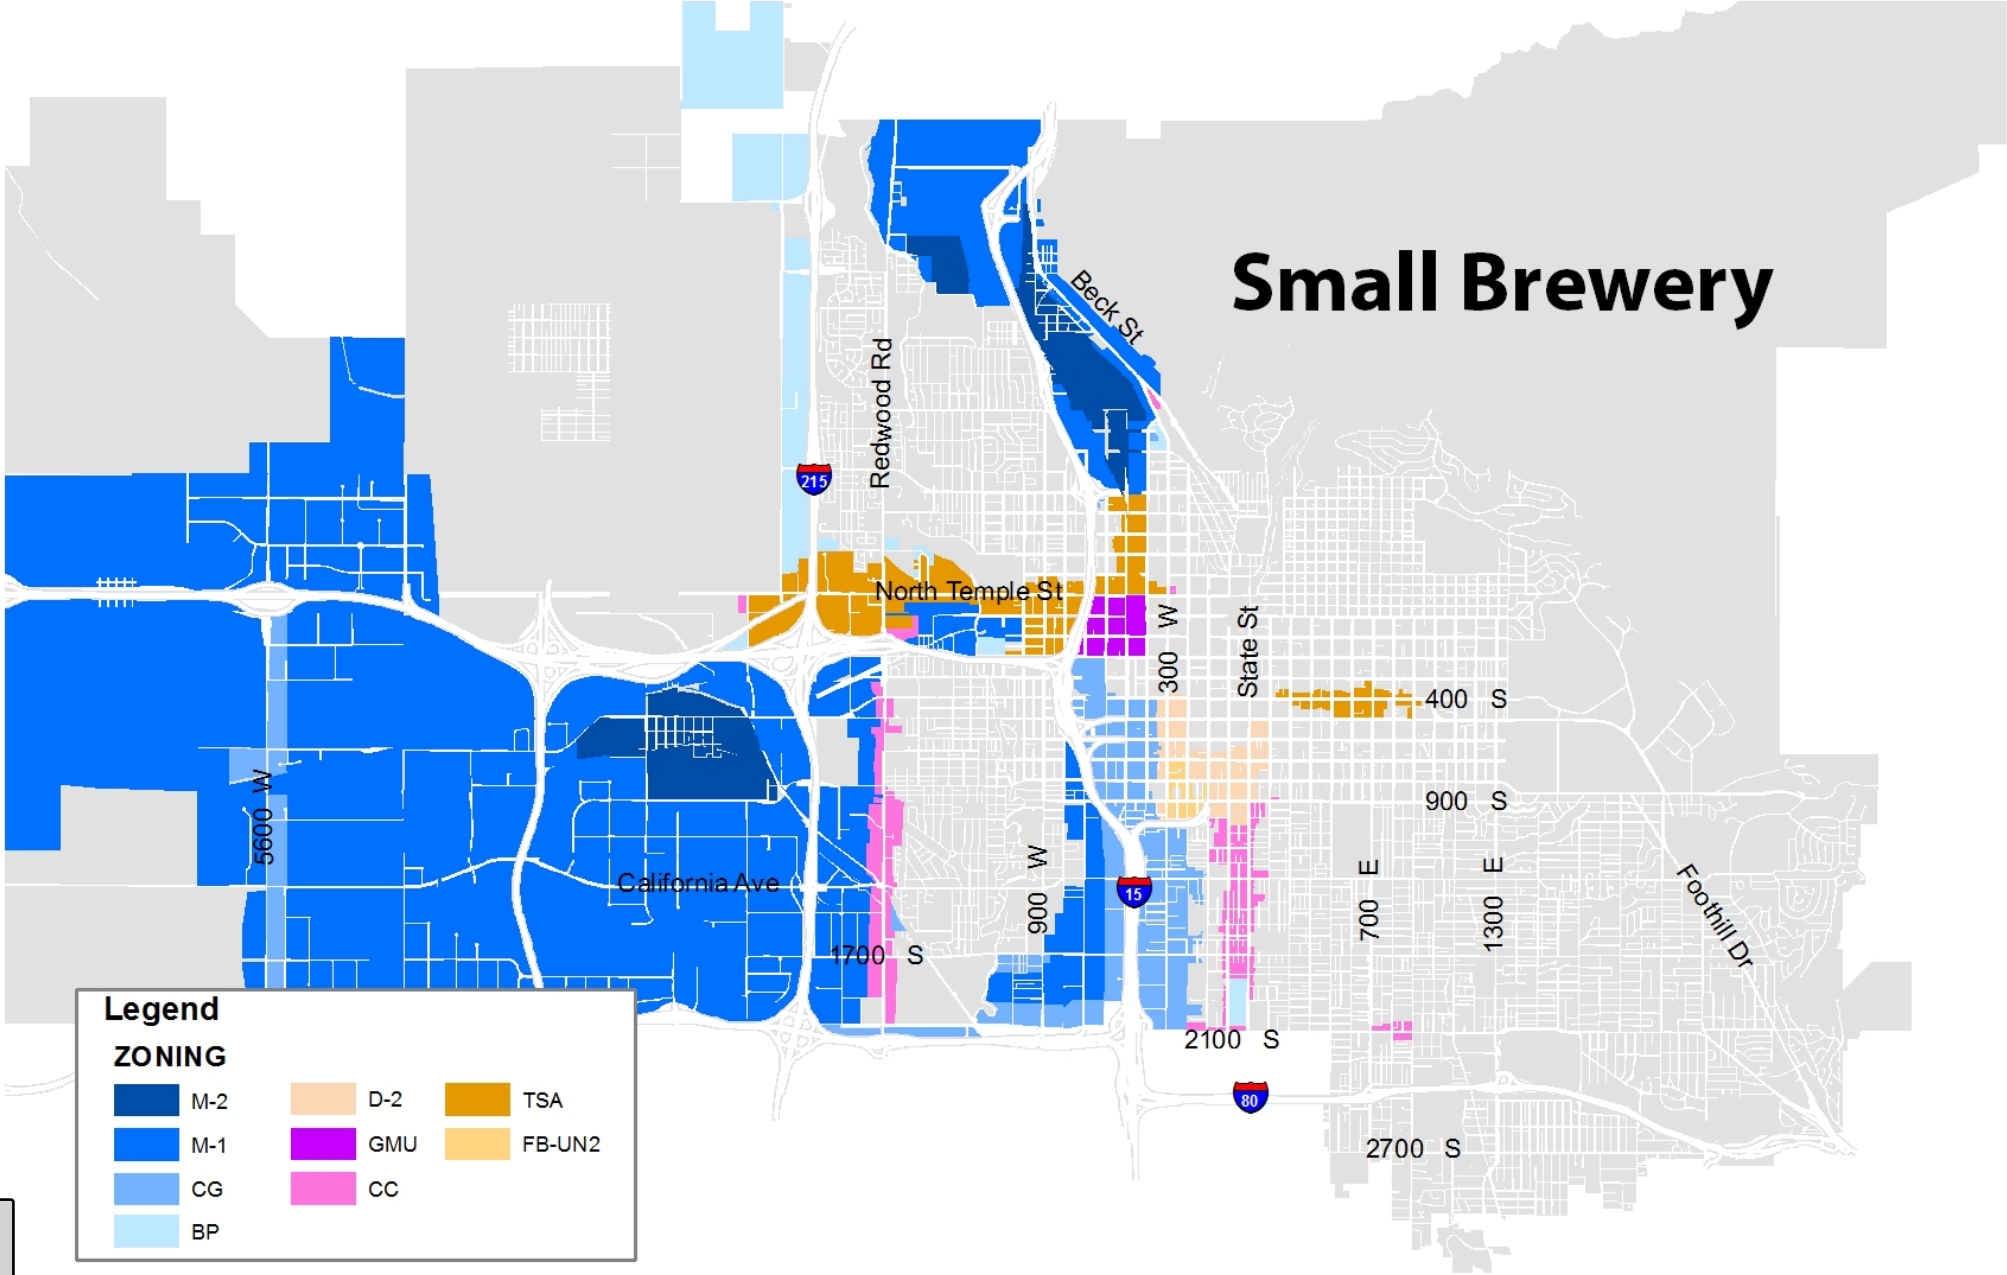 Small Brewery
Beck St
Redwood Rd
215
North Temple St
300 W
State St
400 S
5600 W
900 S
California Ave
900 W
15
700 E
1300 E
Foothill Dr
1700 S
2100 S
80
2700 S
Legend
ZONING
M-2
D-2
TSA
M-1
GMU
FB-UN2
CG
CC
BP